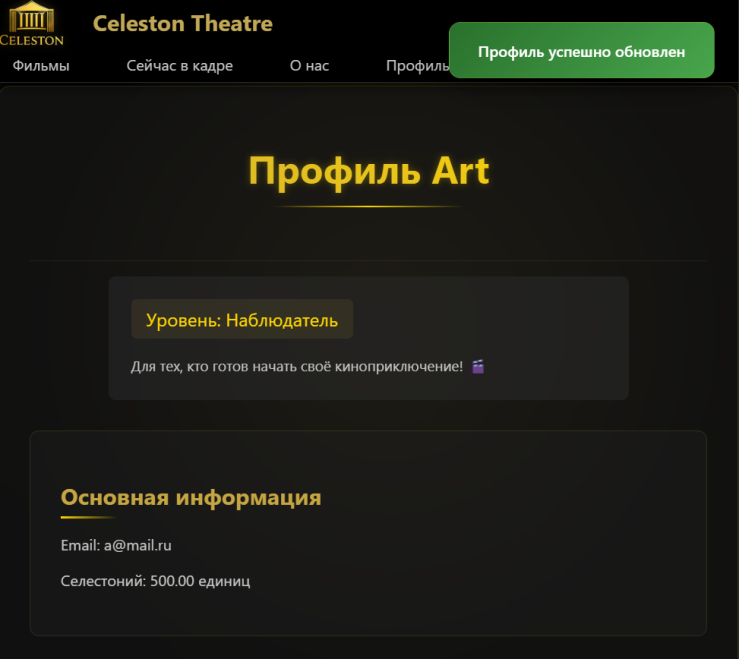 CELESTON
Celeston Theatre
Профиль успешно обновлен
Фильмы
Сейчас в кадре
О нас
Профиль
Профиль Art
Уровень: Наблюдатель
Для тех, кто готов начать своё киноприключение! 🎬
Основная информация
Email: a@mail.ru
Селестоний: 500.00 единиц